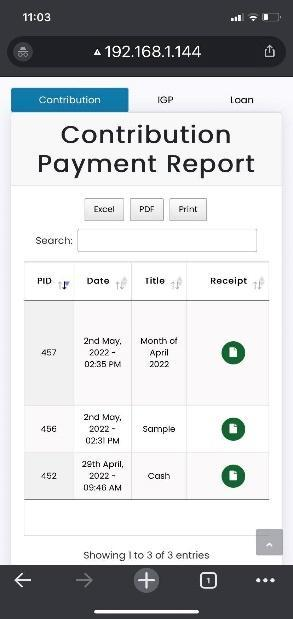 11:03
192.168.1.144
Contribution IGP Loan
Contribution
Payment Report
Excel PDF Print
Search:
PID Date Title Receipt
457 2nd May, 2022 - 02:35 PM Month of April 2022
456 2nd May, 2022 - 02:31 PM Sample
452 29th April, 2022 - 09:46 AM Cash
Showing 1 to 3 of 3 entries
1